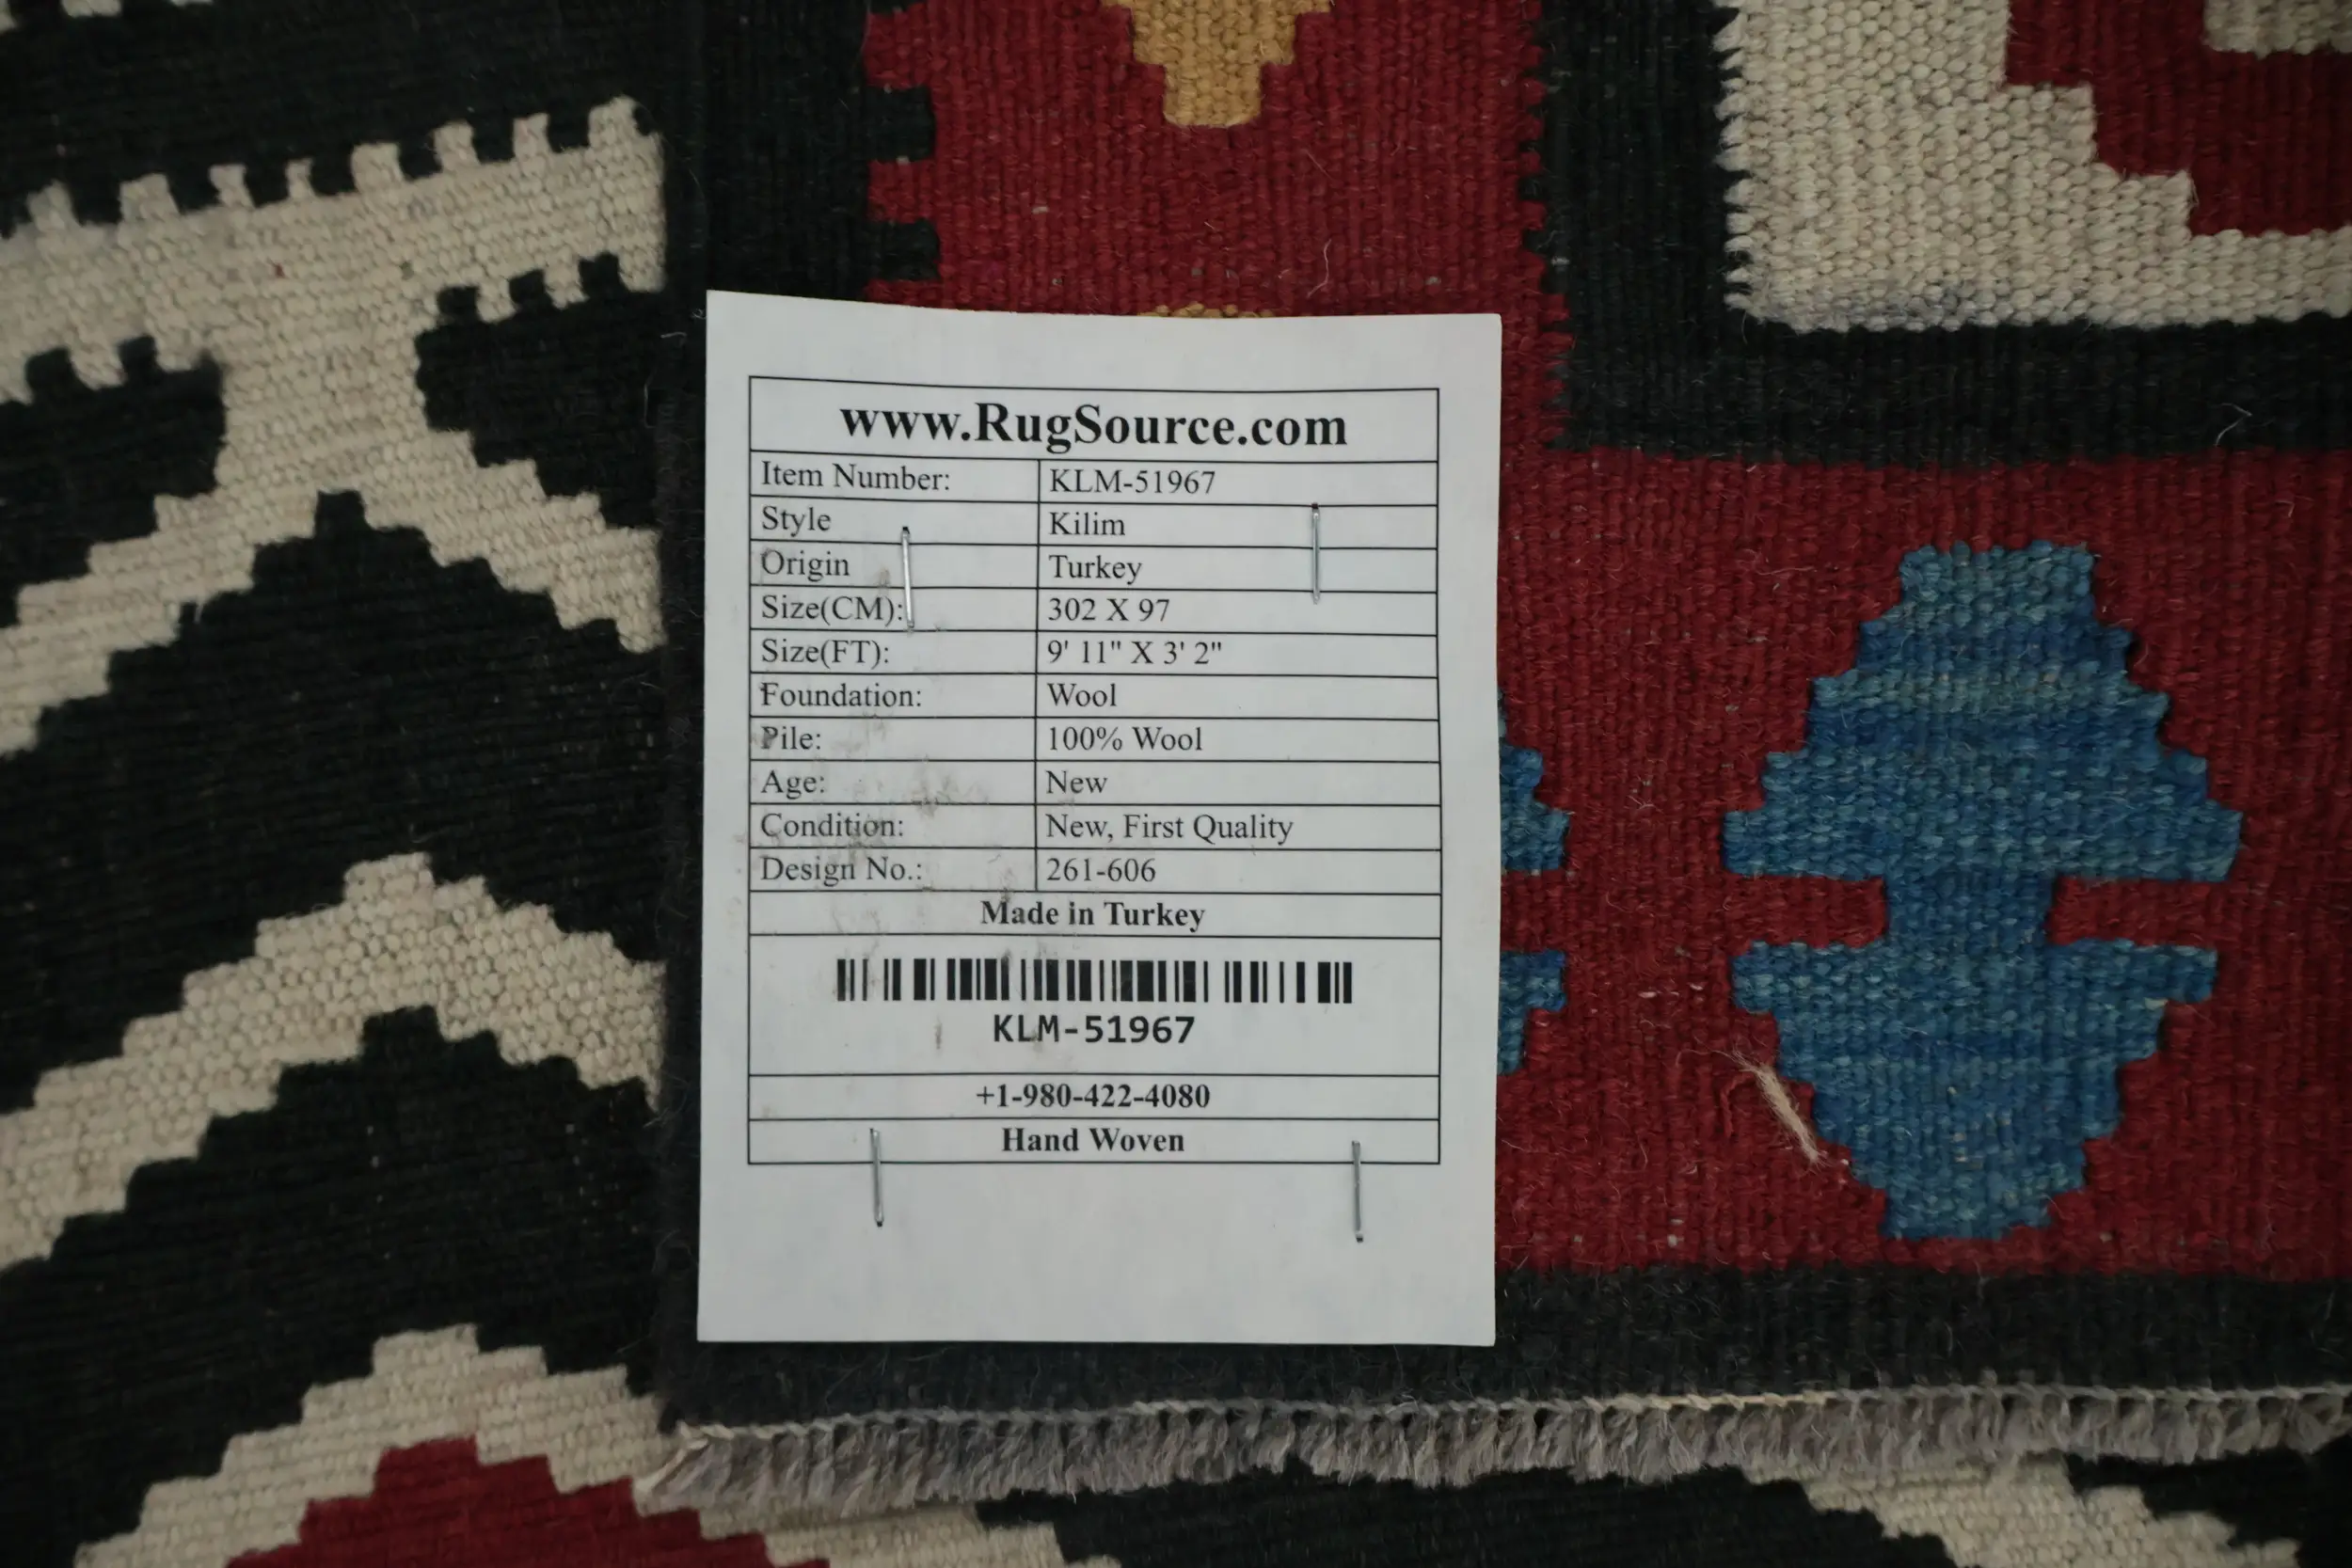 www.RugSource.com
Item Number: KLM-51967
Style Kilim
Origin Turkey
Size(CM): 302 X 97
Size(FT): 9' 11" X 3' 2"
Foundation: Wool
Pile: 100% Wool
Age: New
Condition: New, First Quality
Design No.: 261-606
Made in Turkey
KLM-51967
+1-980-422-4080
Hand Woven